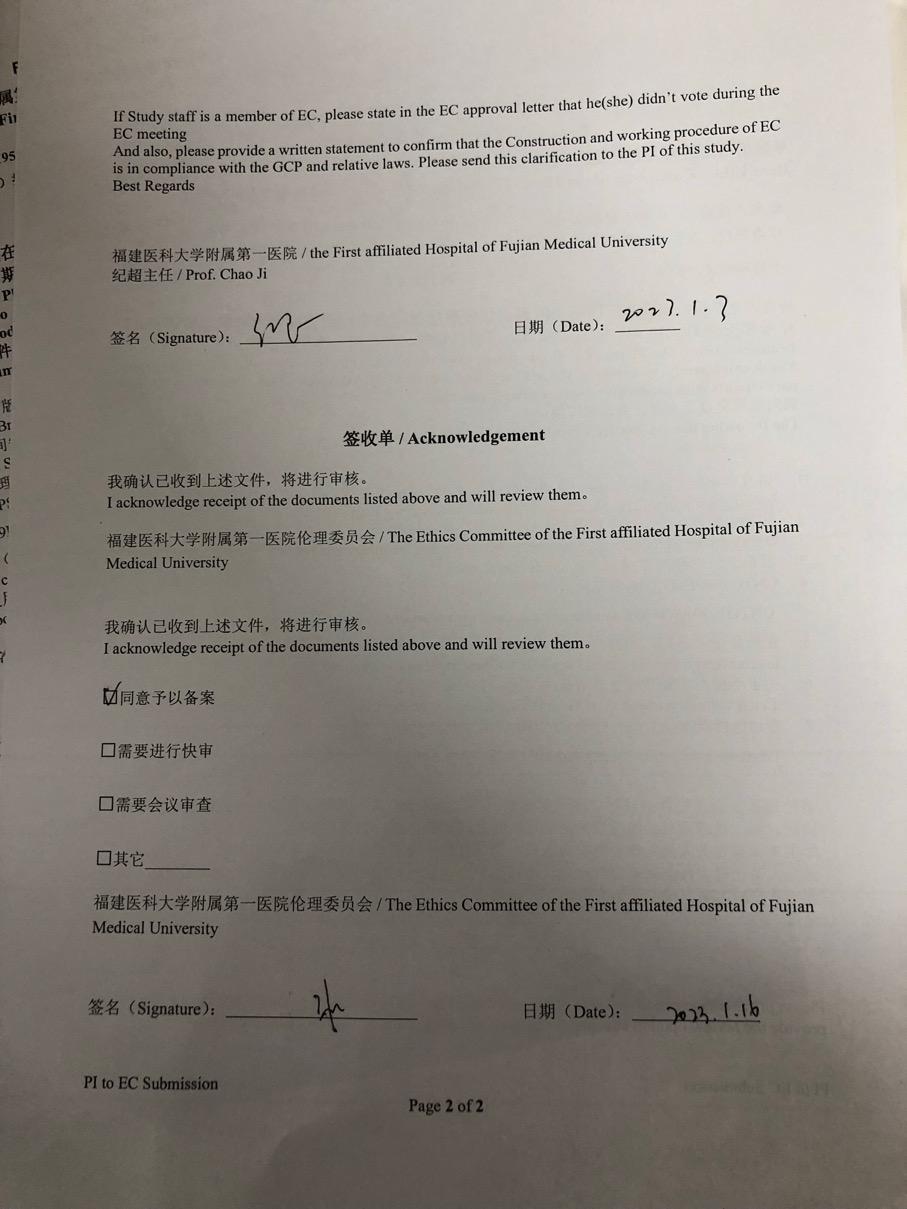 If Study staff is a member of EC, please state in the EC approval letter that he(she) didn't vote during the
EC meeting
And also, please provide a written statement to confirm that the Construction and working procedure of EC
is in compliance with the GCP and relative laws. Please send this clarification to the PI of this study.
Best Regards
福建医科大学附属第一医院 / the First affiliated Hospital of Fujian Medical University
纪超主任 / Prof. Chao Ji
签名（Signature）：
日期（Date）： 2023.1.3
签收单 / Acknowledgement
我确认已收到上述文件，将进行审核。
I acknowledge receipt of the documents listed above and will review them。
福建医科大学附属第一医院伦理委员会 / The Ethics Committee of the First affiliated Hospital of Fujian
Medical University
我确认已收到上述文件，将进行审核。
I acknowledge receipt of the documents listed above and will review them。
☑同意予以备案
☐需要进行快审
☐需要会议审查
☐其它________
福建医科大学附属第一医院伦理委员会 / The Ethics Committee of the First affiliated Hospital of Fujian
Medical University
签名（Signature）：
日期（Date）： 2023.1.16
PI to EC Submission
Page 2 of 2